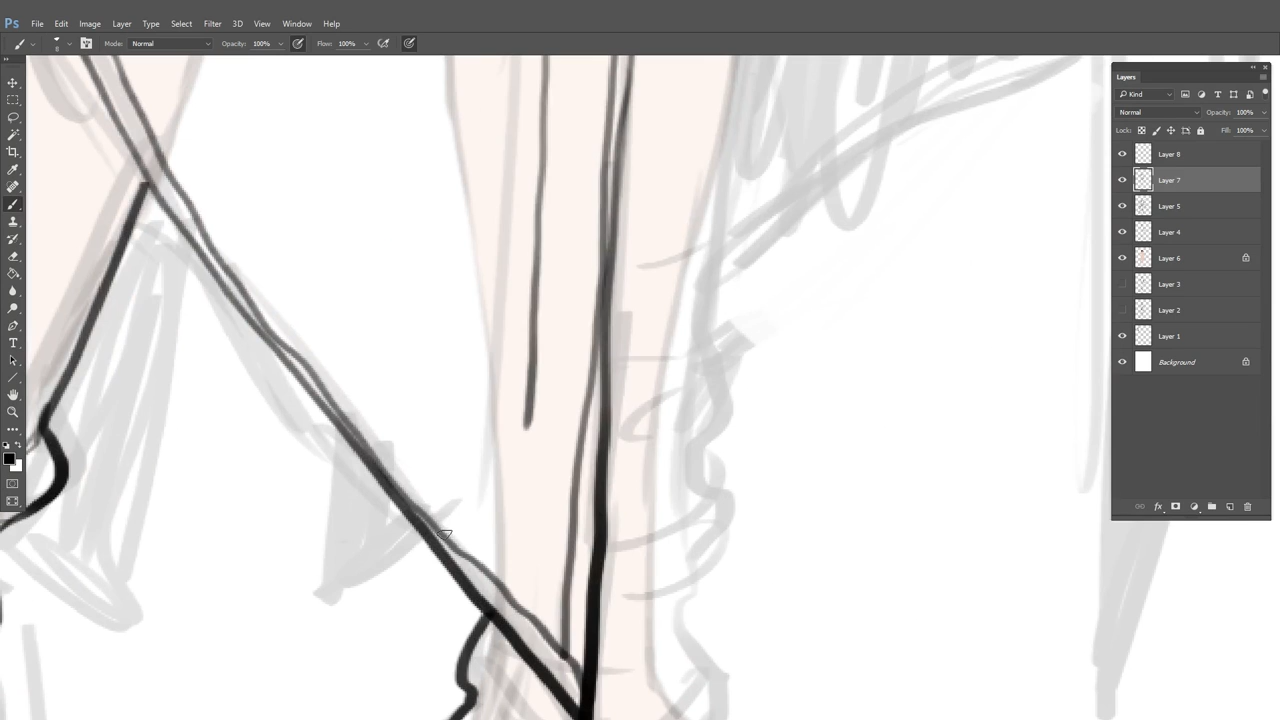 Ps File Edit Image Layer Type Select Filter 3D View Window Help
8 Mode: Normal Opacity: 100% Flow: 100%
Layers
Kind
Normal Opacity: 100%
Lock: Fill: 100%
Layer 8
Layer 7
Layer 5
Layer 4
Layer 6
Layer 3
Layer 2
Layer 1
Background
fx